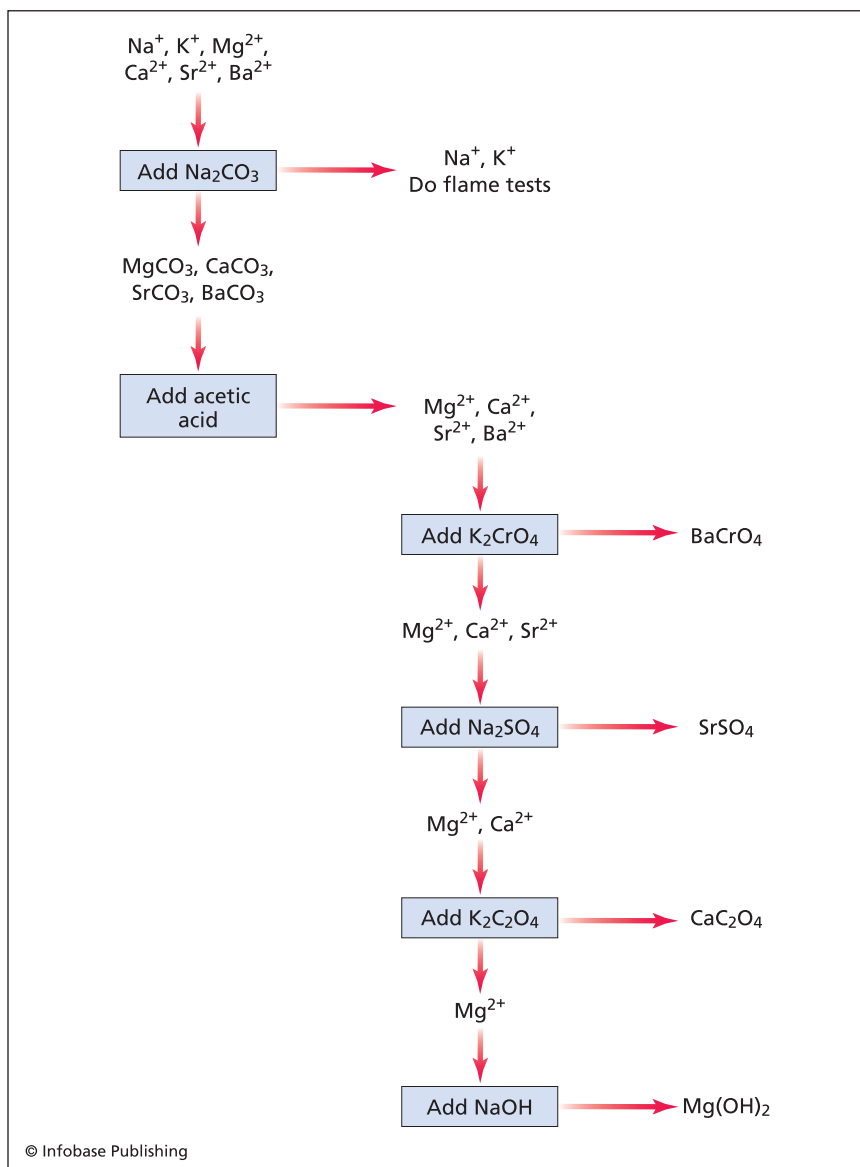 Na⁺, K⁺, Mg²⁺,
Ca²⁺, Sr²⁺, Ba²⁺
Add Na₂CO₃
Na⁺, K⁺
Do flame tests
MgCO₃, CaCO₃,
SrCO₃, BaCO₃
Add acetic
acid
Mg²⁺, Ca²⁺,
Sr²⁺, Ba²⁺
Add K₂CrO₄
BaCrO₄
Mg²⁺, Ca²⁺, Sr²⁺
Add Na₂SO₄
SrSO₄
Mg²⁺, Ca²⁺
Add K₂C₂O₄
CaC₂O₄
Mg²⁺
Add NaOH
Mg(OH)₂
© Infobase Publishing